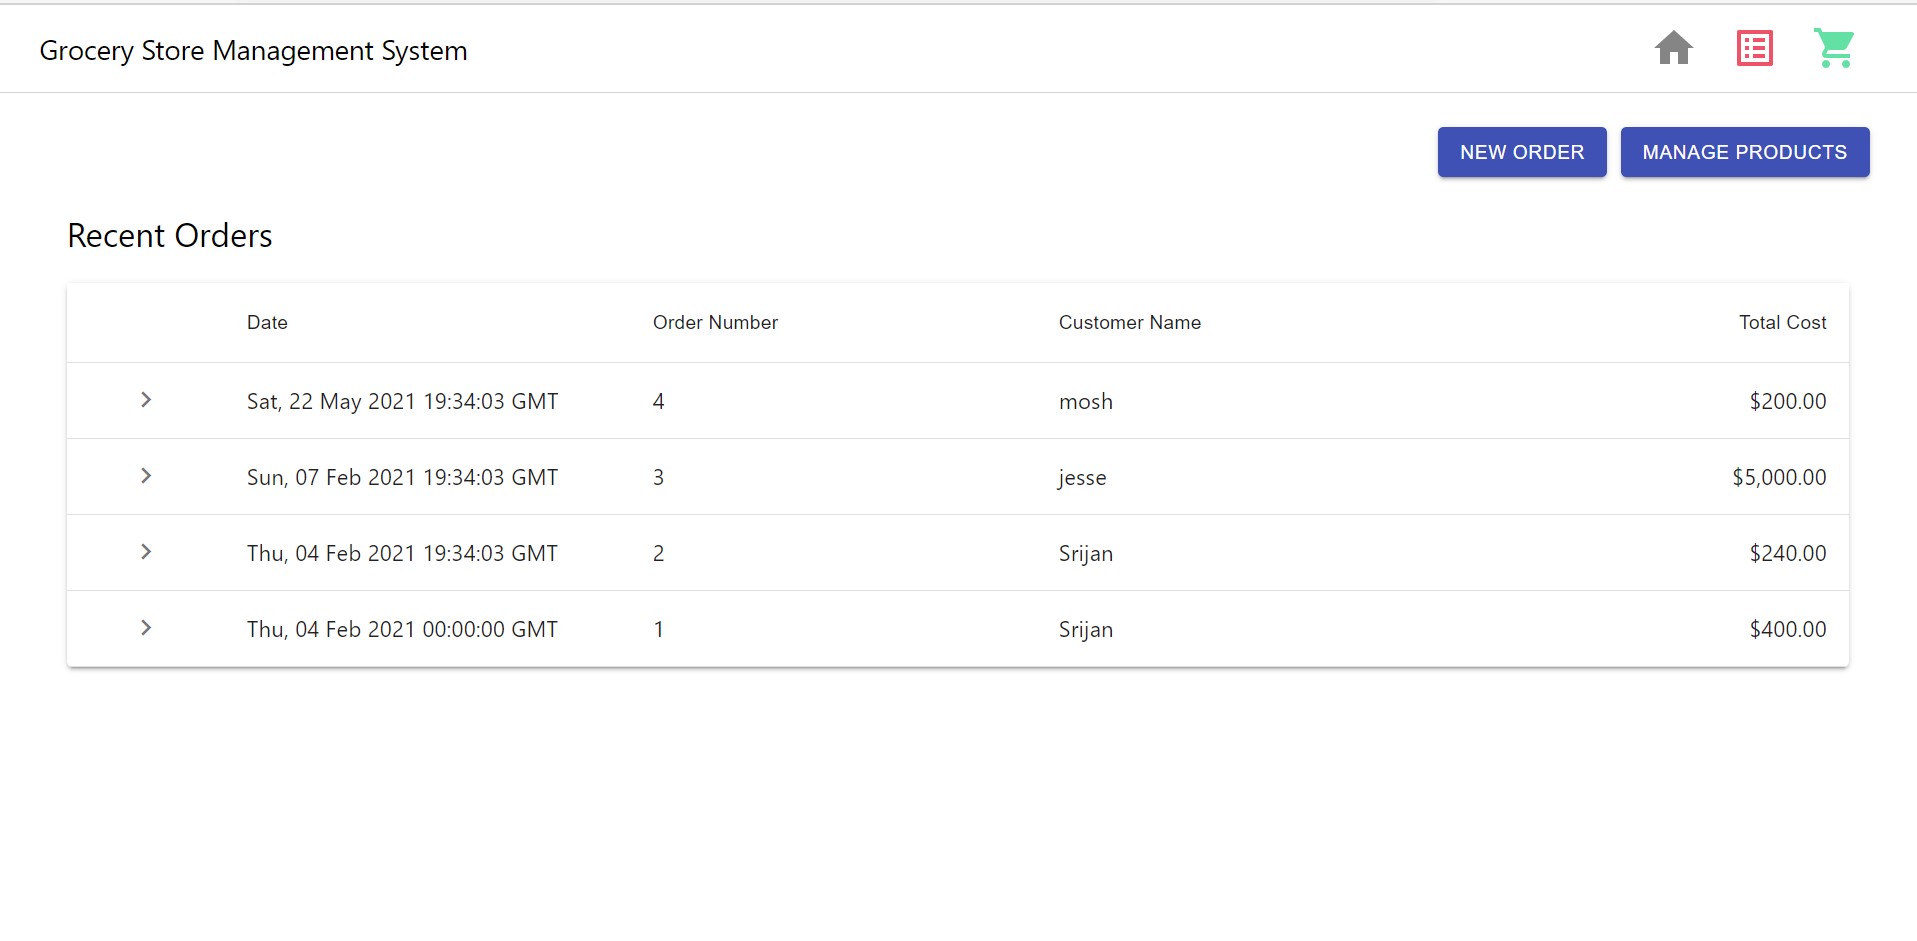 Grocery Store Management System
NEW ORDER MANAGE PRODUCTS
Recent Orders
Date Order Number Customer Name Total Cost
Sat, 22 May 2021 19:34:03 GMT 4 mosh $200.00
Sun, 07 Feb 2021 19:34:03 GMT 3 jesse $5,000.00
Thu, 04 Feb 2021 19:34:03 GMT 2 Srijan $240.00
Thu, 04 Feb 2021 00:00:00 GMT 1 Srijan $400.00